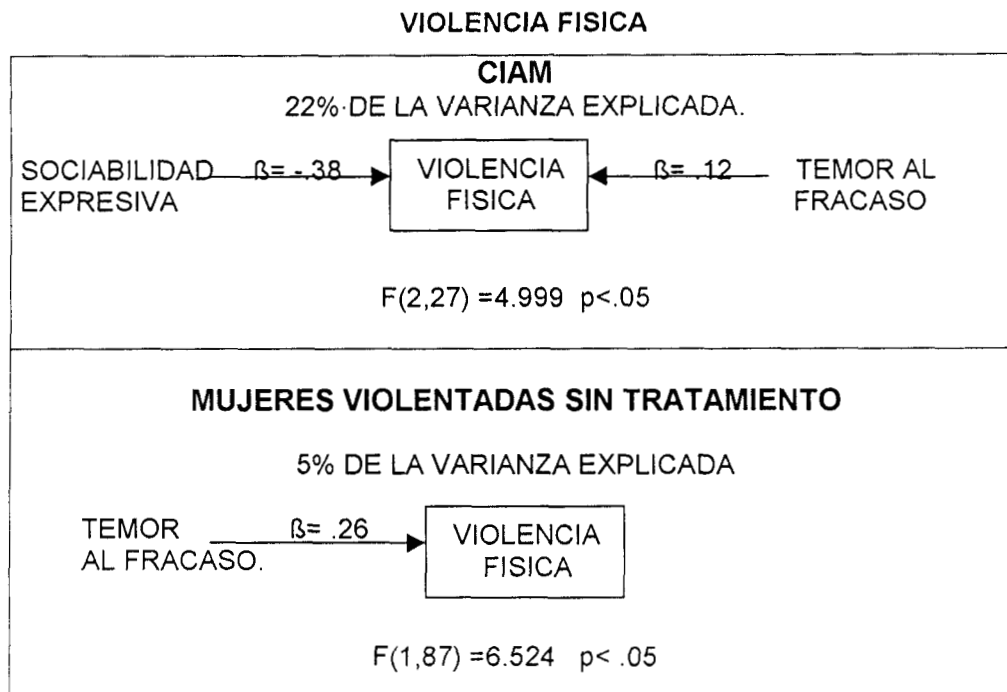 VIOLENCIA FISICA
CIAM
22% DE LA VARIANZA EXPLICADA.
SOCIABILIDAD ß= -.38 VIOLENCIA ß= .12 TEMOR AL
EXPRESIVA FISICA FRACASO
F(2,27) =4.999 p<.05
MUJERES VIOLENTADAS SIN TRATAMIENTO
5% DE LA VARIANZA EXPLICADA
TEMOR ß= .26 VIOLENCIA
AL FRACASO. FISICA
F(1,87) =6.524 p< .05